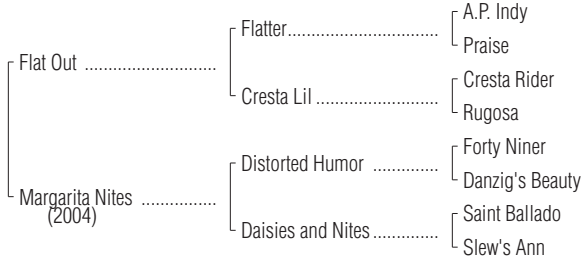 A.P. Indy
Flatter
Praise
Flat Out
Cresta Rider
Cresta Lil
Rugosa
Forty Niner
Distorted Humor
Danzig's Beauty
Margarita Nites
(2004)
Saint Ballado
Daisies and Nites
Slew's Ann